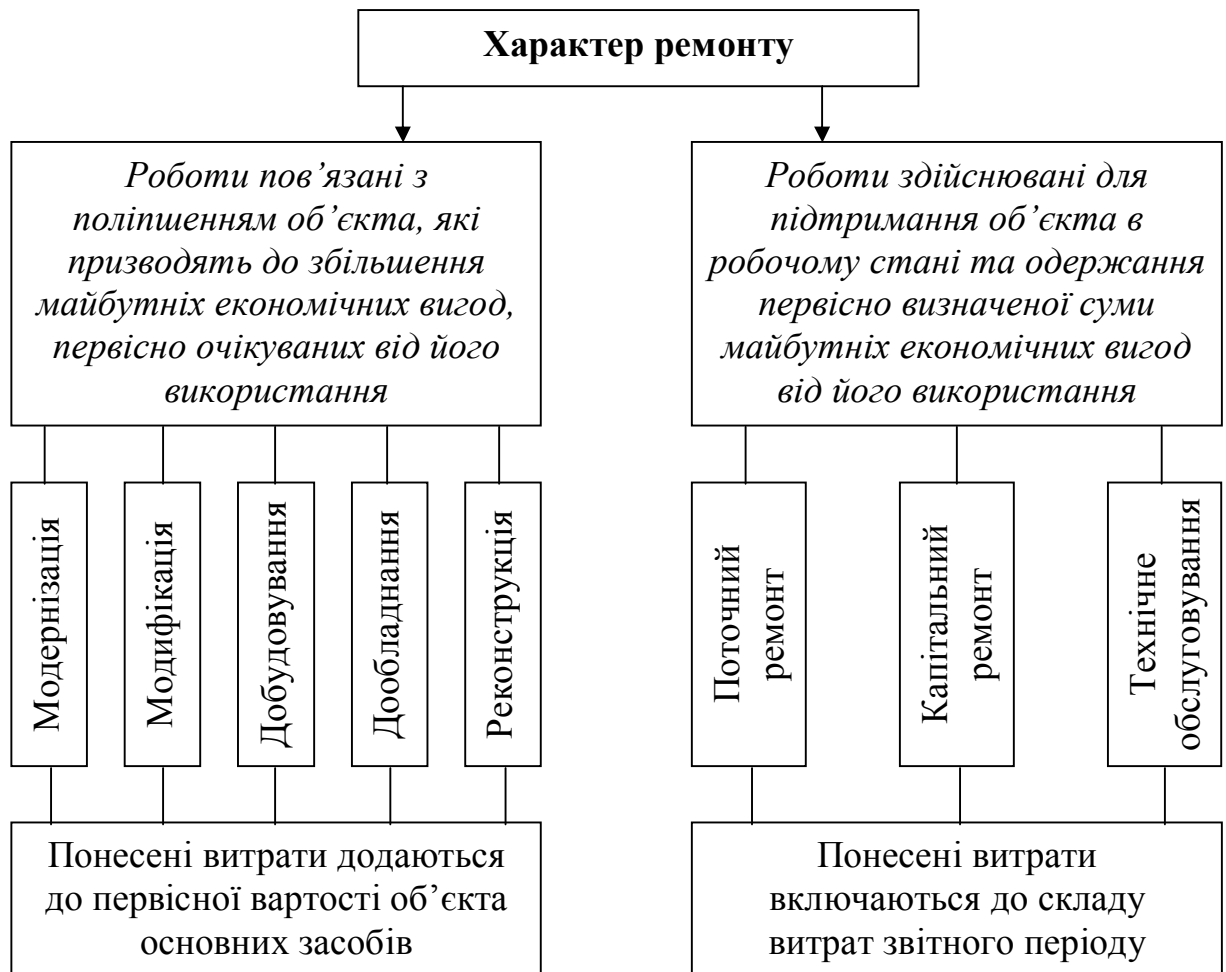 Характер ремонту
Роботи пов’язані з
поліпшенням об’єкта, які
призводять до збільшення
майбутніх економічних вигод,
первісно очікуваних від його
використання
Роботи здійснювані для
підтримання об’єкта в
робочому стані та одержання
первісно визначеної суми
майбутніх економічних вигод
від його використання
Модернізація
Модифікація
Добудовування
Дообладнання
Реконструкція
Поточний
ремонт
Капітальний
ремонт
Технічне
обслуговування
Понесені витрати додаються
до первісної вартості об’єкта
основних засобів
Понесені витрати
включаються до складу
витрат звітного періоду